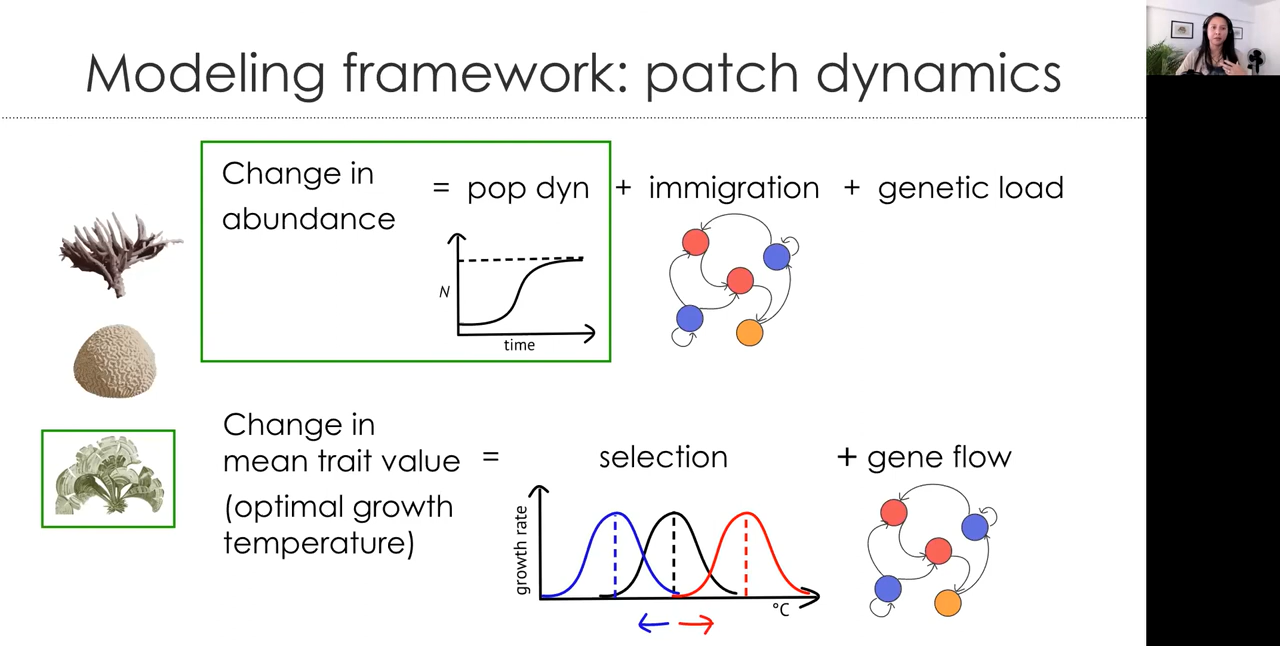 Modeling framework: patch dynamics
Change in
abundance
= pop dyn + immigration + genetic load
N
time
Change in
mean trait value
(optimal growth
temperature)
= selection + gene flow
growth rate
°C